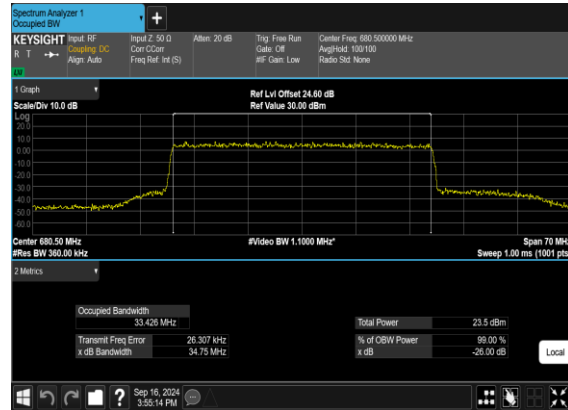 Spectrum Analyzer 1
Occupied BW
+
KEYSIGHT
R T
LW
Input: RF
Coupling: DC
Align: Auto
Input Z: 50 Ω
Corr CCorr
Freq Ref: Int (S)
Atten: 20 dB
Trig: Free Run
Gate: Off
#IF Gain: Low
Center Freq: 680.500000 MHz
Avg|Hold: 100/100
Radio Std: None
1 Graph
Scale/Div 10.0 dB
Ref Lvl Offset 24.60 dB
Ref Value 30.00 dBm
Log
20.0
10.0
0.00
-10.0
-20.0
-30.0
-40.0
-50.0
-60.0
Center 680.50 MHz
#Video BW 1.1000 MHz*
Span 70 MHz
#Res BW 360.00 kHz
Sweep 1.00 ms (1001 pts
2 Metrics
Occupied Bandwidth
33.426 MHz
Total Power 23.5 dBm
Transmit Freq Error 26.307 kHz
% of OBW Power 99.00 %
x dB Bandwidth 34.75 MHz
x dB -26.00 dB
Local
?
Sep 16, 2024
3:55:14 PM